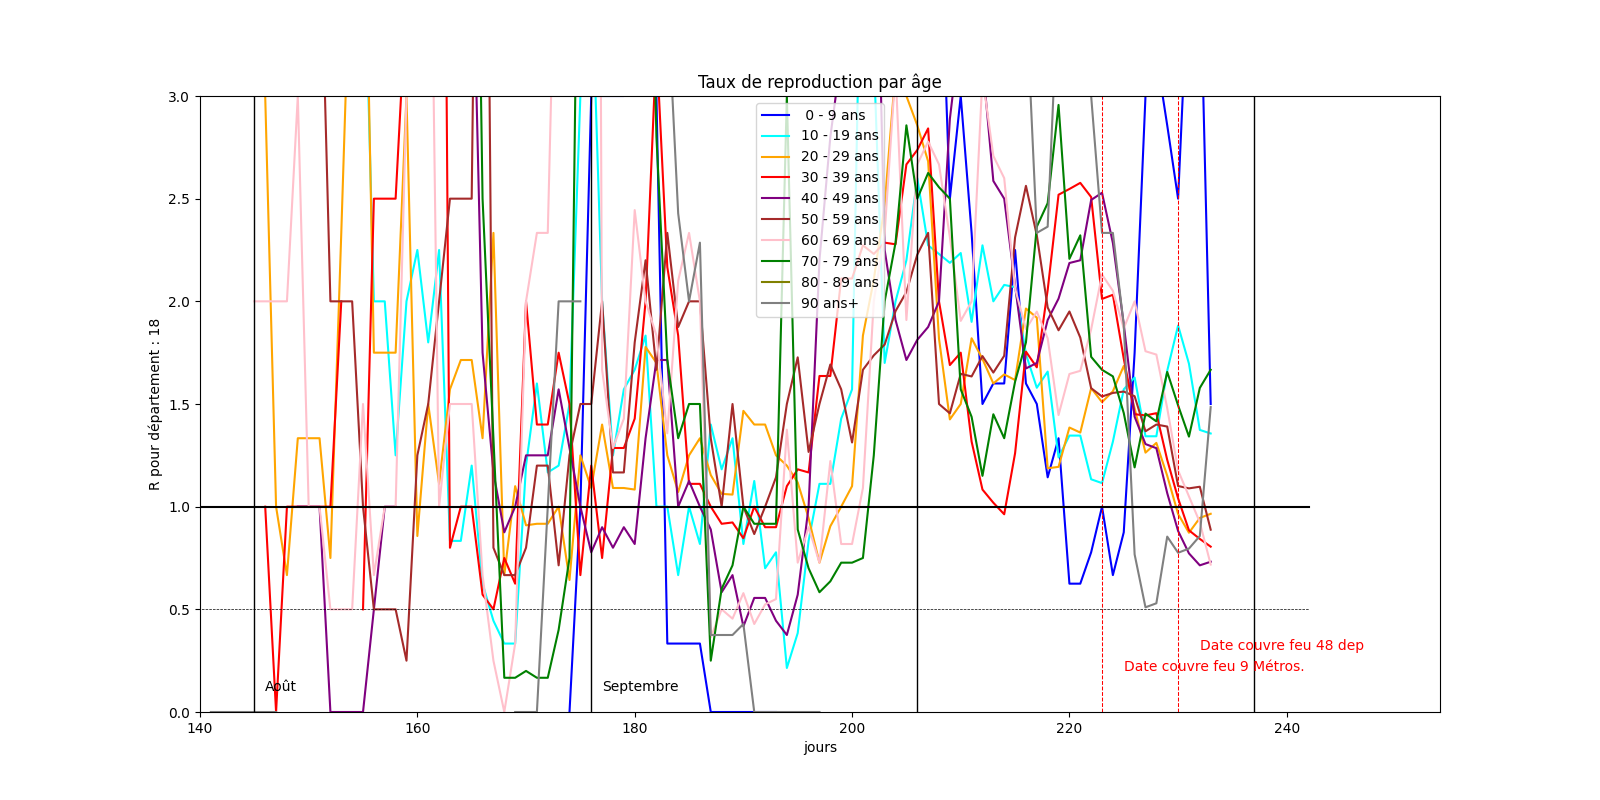 Taux de reproduction par âge
R pour département : 18
3.0
2.5
2.0
1.5
1.0
0.5
0.0
0 - 9 ans
10 - 19 ans
20 - 29 ans
30 - 39 ans
40 - 49 ans
50 - 59 ans
60 - 69 ans
70 - 79 ans
80 - 89 ans
90 ans+
Date couvre feu 48 dep
Date couvre feu 9 Métros.
Août
Septembre
140
160
180
200
220
240
jours